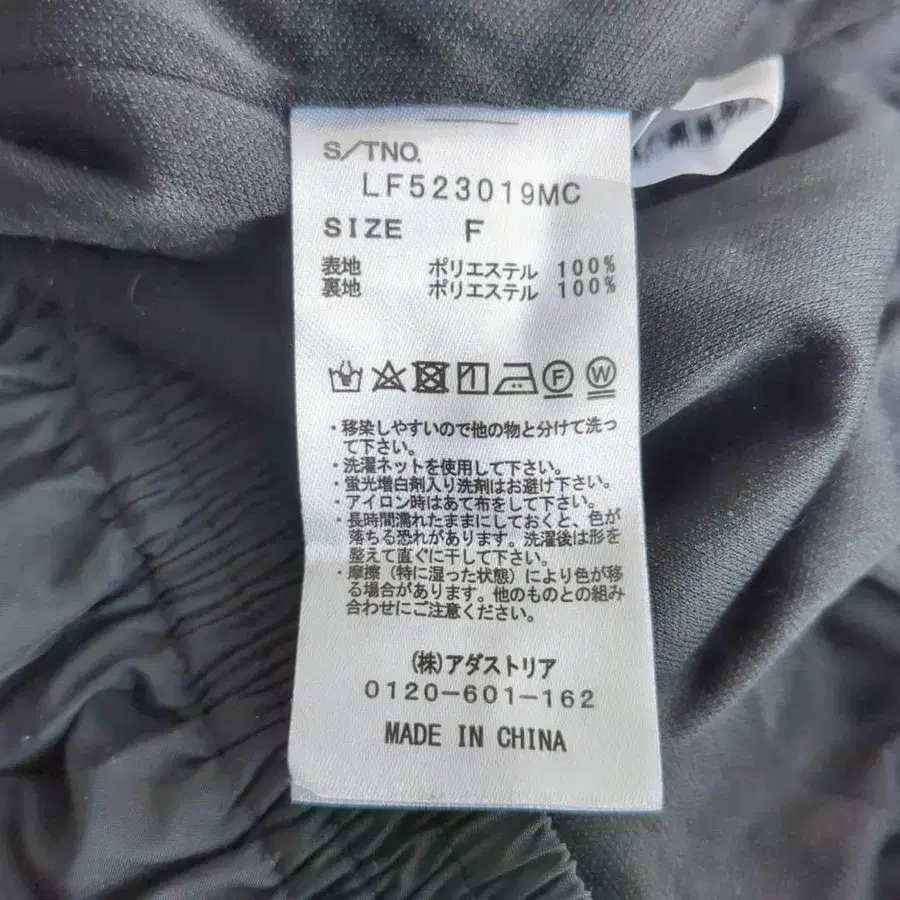 S/TNO.
LF523019MC
SIZE F
表地 ポリエステル 100%
裏地 ポリエステル 100%
F W
・移染しやすいので他の物と分けて洗っ
て下さい。
・洗濯ネットを使用して下さい。
・蛍光増白剤入り洗剤はお避け下さい。
・アイロン時はあて布をして下さい。
・長時間濡れたままにしておくと、色が
落ちる恐れがあります。洗濯後は形を
整えて直ぐに干して下さい。
・摩擦（特に湿った状態）により色が移
る場合があります。他のものとの組み
合わせにご注意ください。
(株)アダストリア
0120-601-162
MADE IN CHINA